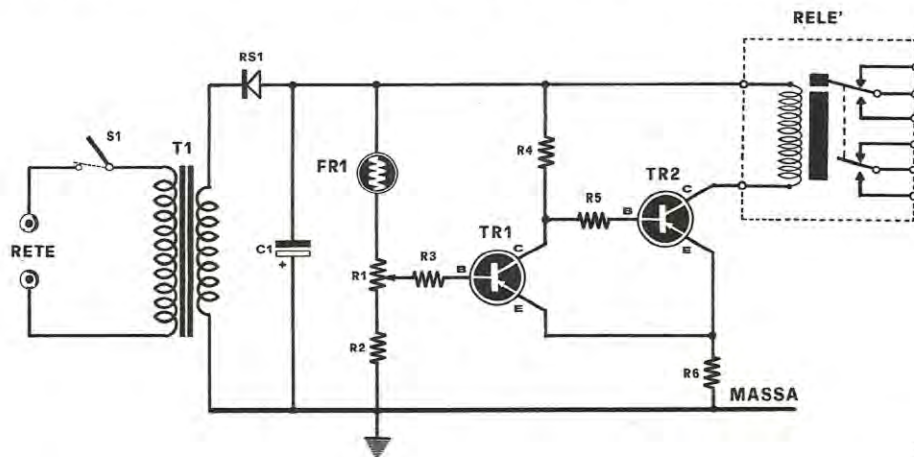 RELE'
RS1
S1
T1
FR1
R4
TR2
C
R5
B
TR1
C
E
RETE
C1
+
R1
R3
B
E
R2
R6
MASSA